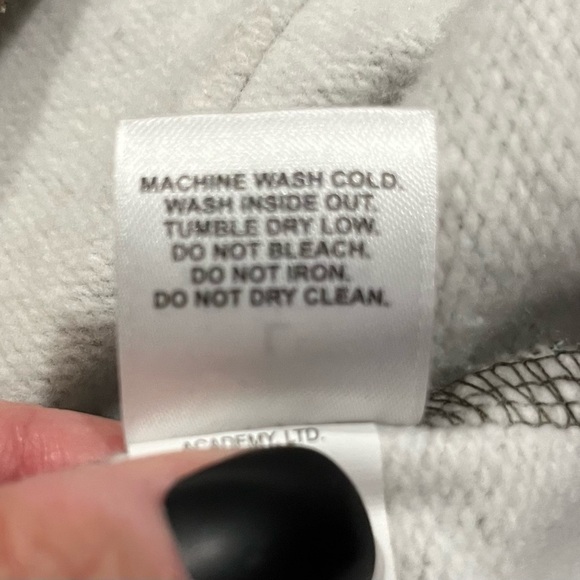 MACHINE WASH COLD.
WASH INSIDE OUT.
TUMBLE DRY LOW.
DO NOT BLEACH.
DO NOT IRON.
DO NOT DRY CLEAN.
ACADEMY, LTD.